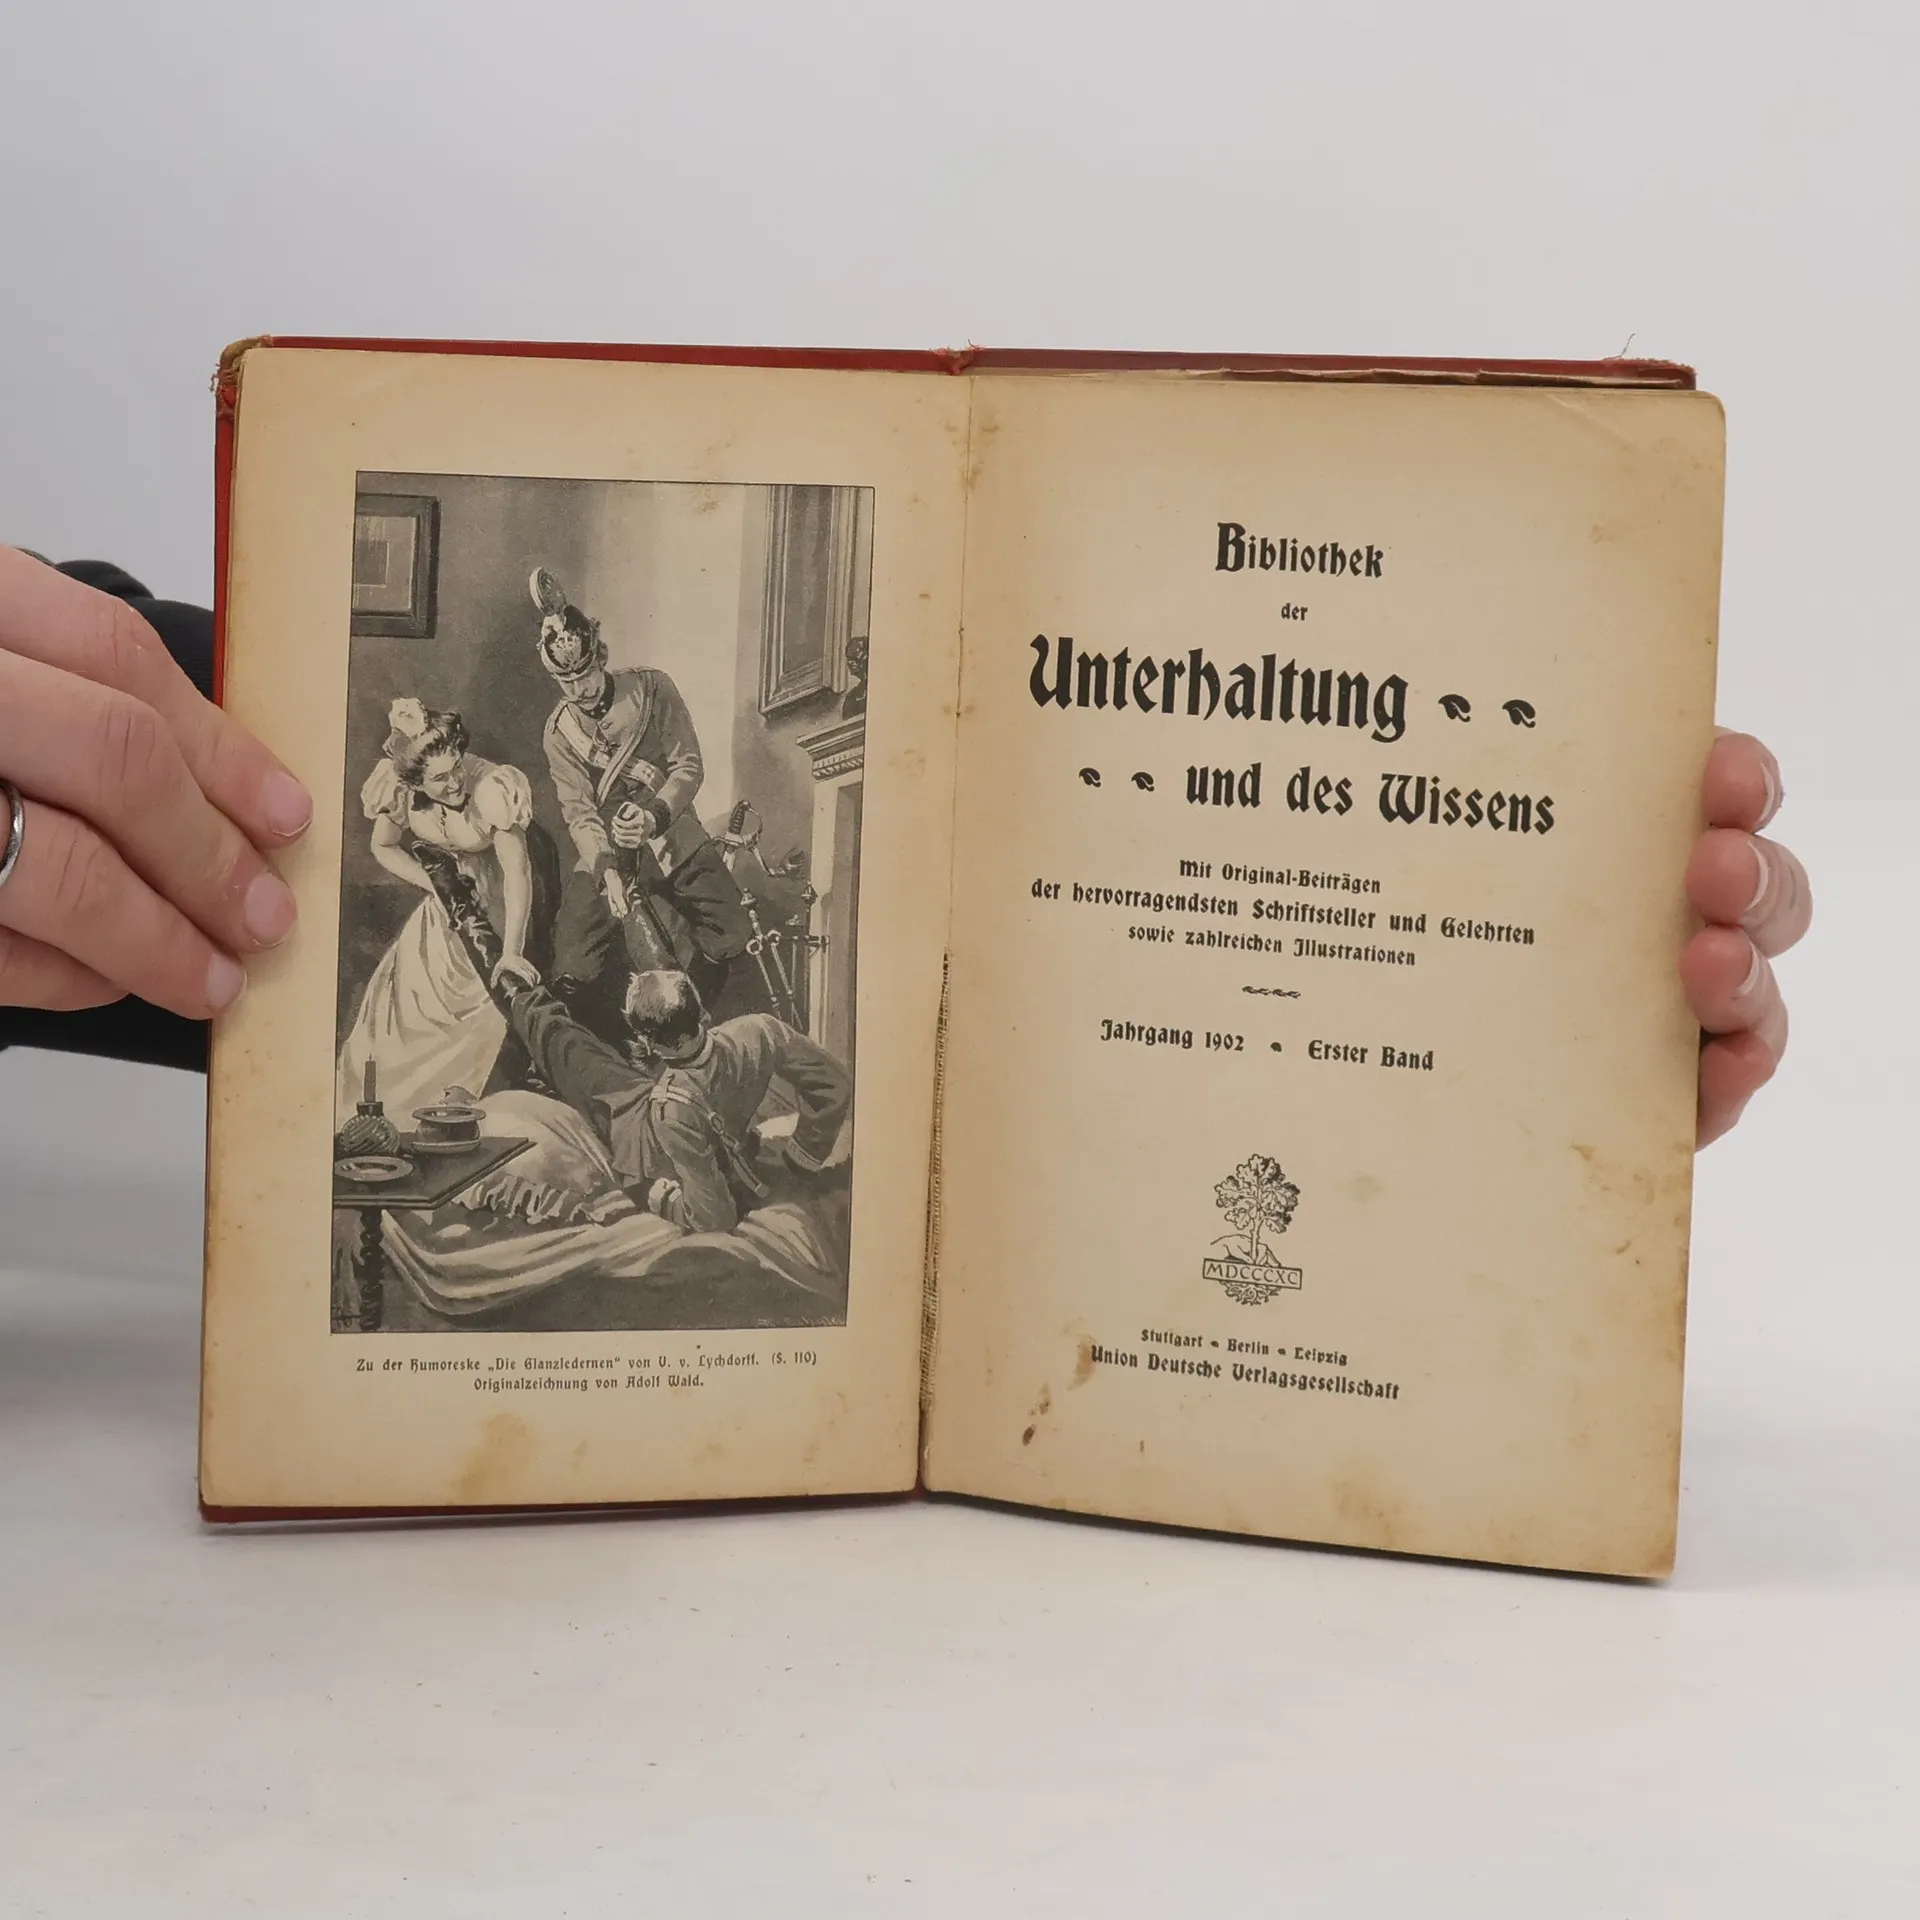 Zu der Humoreske „Die Glanzledernen“ von U. v. Lychdorff. (S. 110)
Originalzeichnung von Adolf Wald.
Bibliothek
der
Unterhaltung
und des Wissens
Mit Original-Beiträgen
der hervorragendsten Schriftsteller und Gelehrten
sowie zahlreichen Illustrationen
Jahrgang 1902 Erster Band
MDCCCXC
Stuttgart Berlin Leipzig
Union Deutsche Verlagsgesellschaft